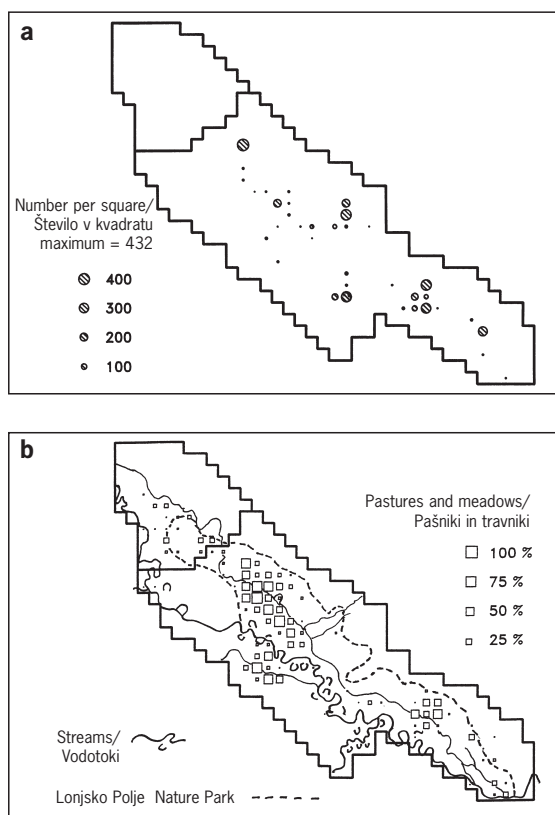 a
Number per square/
Število v kvadratu
maximum = 432
400
300
200
100
b
Pastures and meadows/
Pašniki in travniki
100 %
75 %
50 %
25 %
Streams/
Vodotoki
Lonjsko Polje Nature Park